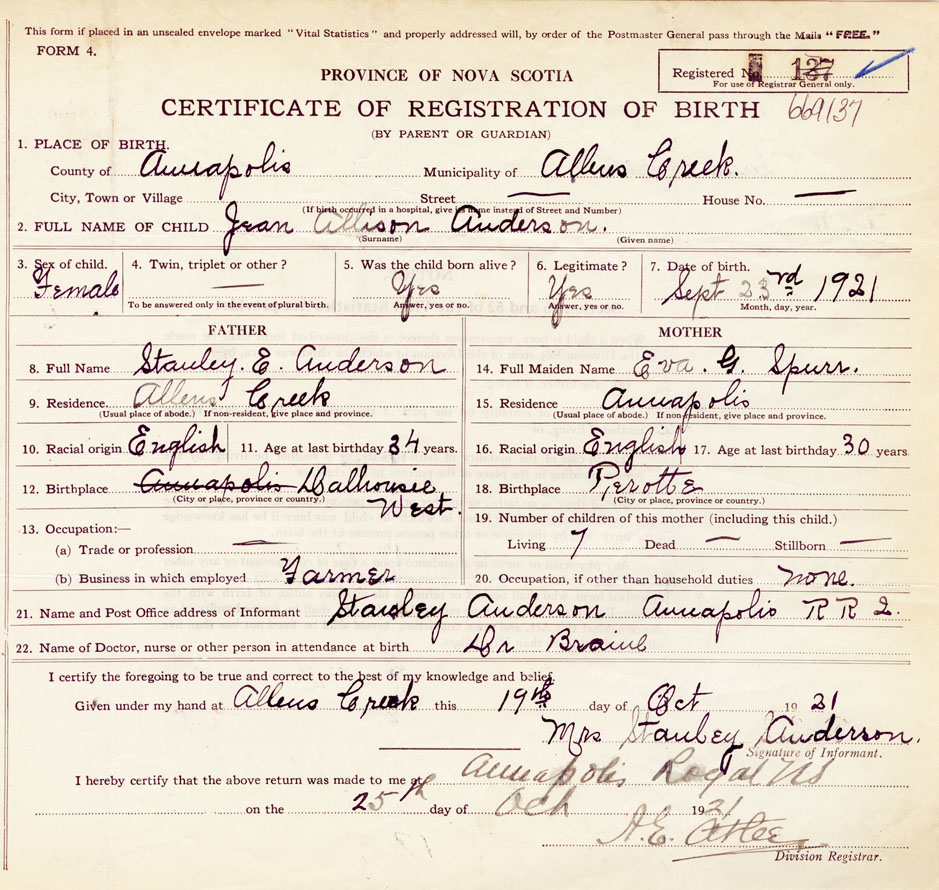 This form if placed in an unsealed envelope marked "Vital Statistics" and properly addressed will, by order of the Postmaster General pass through the Mails "FREE."
FORM 4.
Registered No. 137
For use of Registrar General only.
PROVINCE OF NOVA SCOTIA
CERTIFICATE OF REGISTRATION OF BIRTH 669137
(BY PARENT OR GUARDIAN)
1. PLACE OF BIRTH.
County of Annapolis Municipality of Allens Creek.
City, Town or Village Street — House No. —
(If birth occurred in a hospital, give its name instead of Street and Number)
2. FULL NAME OF CHILD Jean Allison Anderson.
(Surname) (Given name)
3. Sex of child. 4. Twin, triplet or other? 5. Was the child born alive? 6. Legitimate? 7. Date of birth.
Female — Yes Yes Sept 23rd 1921
To be answered only in the event of plural birth. Answer, yes or no. Answer, yes or no. Month, day, year.
FATHER
8. Full Name Stanley. E. Anderson
9. Residence. Allens Creek
(Usual place of abode.) If non-resident, give place and province.
10. Racial origin English 11. Age at last birthday 34 years.
12. Birthplace Annapolis Dalhousie
(City or place, province or country.) West.
13. Occupation:—
(a) Trade or profession —
(b) Business in which employed Farmer
MOTHER
14. Full Maiden Name Eva. G. Spurr.
15. Residence Annapolis
(Usual place of abode.) If non-resident, give place and province.
16. Racial origin English 17. Age at last birthday 30 years
18. Birthplace Perotte
(City or place, province or country.)
19. Number of children of this mother (including this child.)
Living 7 Dead — Stillborn —
20. Occupation, if other than household duties none.
21. Name and Post Office address of Informant Stanley Anderson Annapolis R R 2.
22. Name of Doctor, nurse or other person in attendance at birth Dr Braine
I certify the foregoing to be true and correct to the best of my knowledge and belief.
Given under my hand at Allens Creek this 19th day of Oct 1921
Mrs Stanley Anderson.
Signature of Informant.
I hereby certify that the above return was made to me at Annapolis Royal NS
on the 25th day of Oct 1921
A.E. Atlee
Division Registrar.